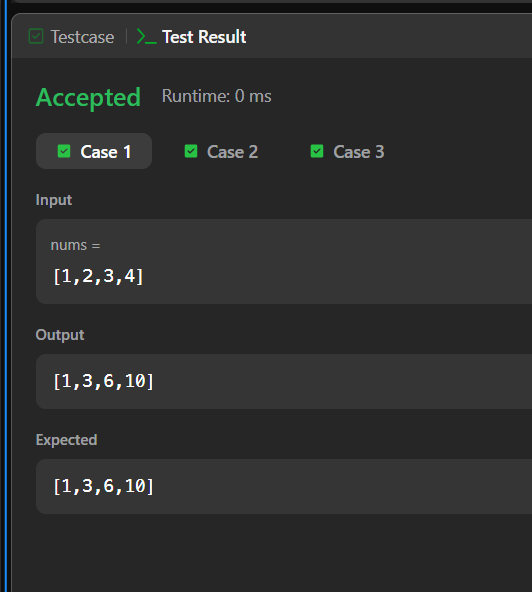 Testcase
Test Result
Accepted
Runtime: 0 ms
Case 1
Case 2
Case 3
Input
nums =
[1,2,3,4]
Output
[1,3,6,10]
Expected
[1,3,6,10]